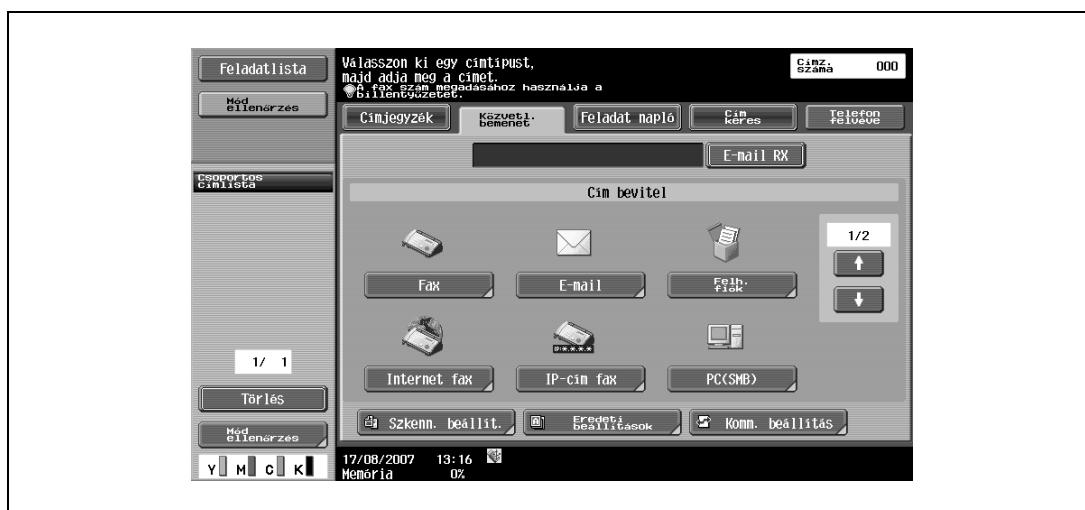 Feladatlista
Mód
ellenőrzés
Csoportos
címlista
1/ 1
Törlés
Mód
ellenőrzés
Y M C K
Válasszon ki egy címtípust,
majd adja meg a címet.
A fax szám megadásához használja a
billentyűzetet.
Címz.
száma 000
Címjegyzék
Közvetl.
bemenet
Feladat napló
Cím
keres
Telefon
felvéve
E-mail RX
Cím bevitel
Fax
E-mail
Felh.
fiók
1/2
Internet fax
IP-cím fax
PC(SMB)
Szkenn. beállít.
Eredeti
beállítások
Komm. beállítás
17/08/2007 13:16
Memória 0%